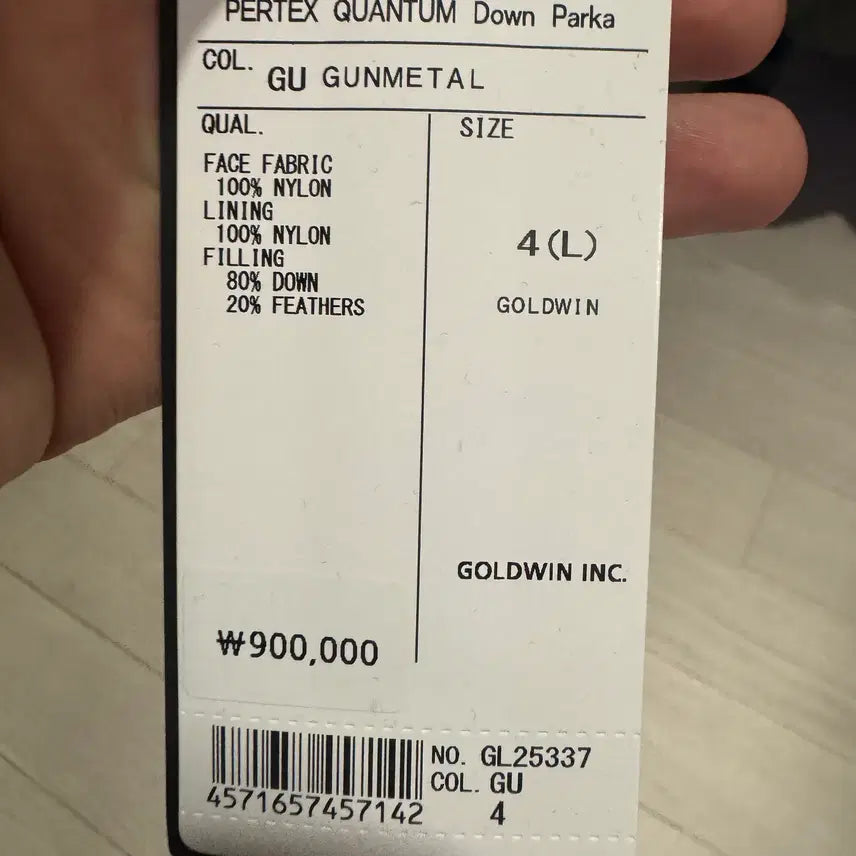 PERTEX QUANTUM Down Parka
COL. GU GUNMETAL
QUAL.
FACE FABRIC
100% NYLON
LINING
100% NYLON
FILLING
80% DOWN
20% FEATHERS
SIZE
4(L)
GOLDWIN
GOLDWIN INC.
₩900,000
4571657457142
NO. GL25337
COL. GU
4